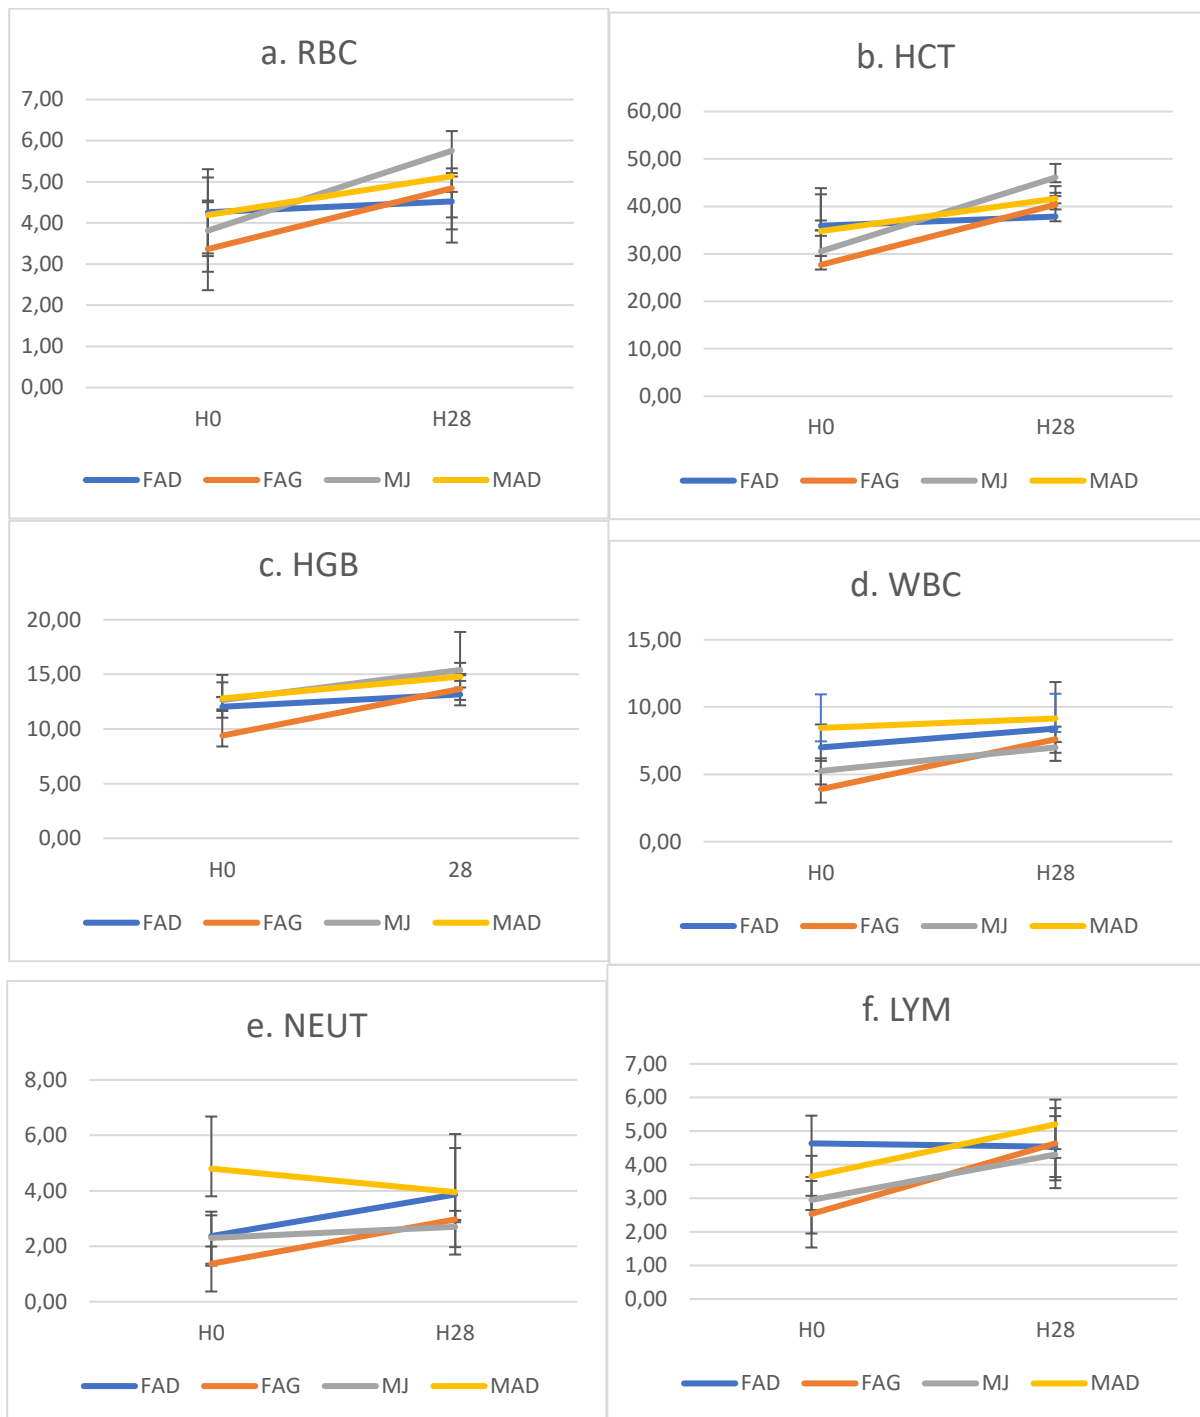 a. RBC
7,00
6,00
5,00
4,00
3,00
2,00
1,00
0,00
H0 H28
FAD FAG MJ MAD
b. HCT
60,00
50,00
40,00
30,00
20,00
10,00
0,00
H0 H28
FAD FAG MJ MAD
c. HGB
20,00
15,00
10,00
5,00
0,00
H0 28
FAD FAG MJ MAD
d. WBC
15,00
10,00
5,00
0,00
H0 H28
FAD FAG MJ MAD
e. NEUT
8,00
6,00
4,00
2,00
0,00
H0 H28
FAD FAG MJ MAD
f. LYM
7,00
6,00
5,00
4,00
3,00
2,00
1,00
0,00
H0 H28
FAD FAG MJ MAD